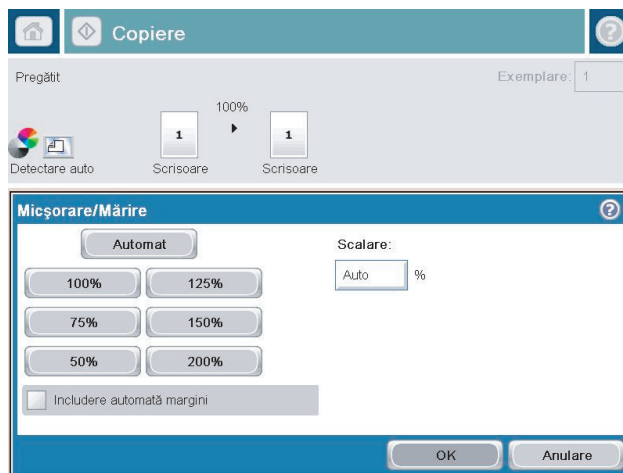 Copiere
Pregătit
Exemplare: 1
100%
1 1
Detectare auto Scrisoare Scrisoare
Micşorare/Mărire
Automat
Scalare:
100% 125%
Auto %
75% 150%
50% 200%
Includere automată margini
OK Anulare